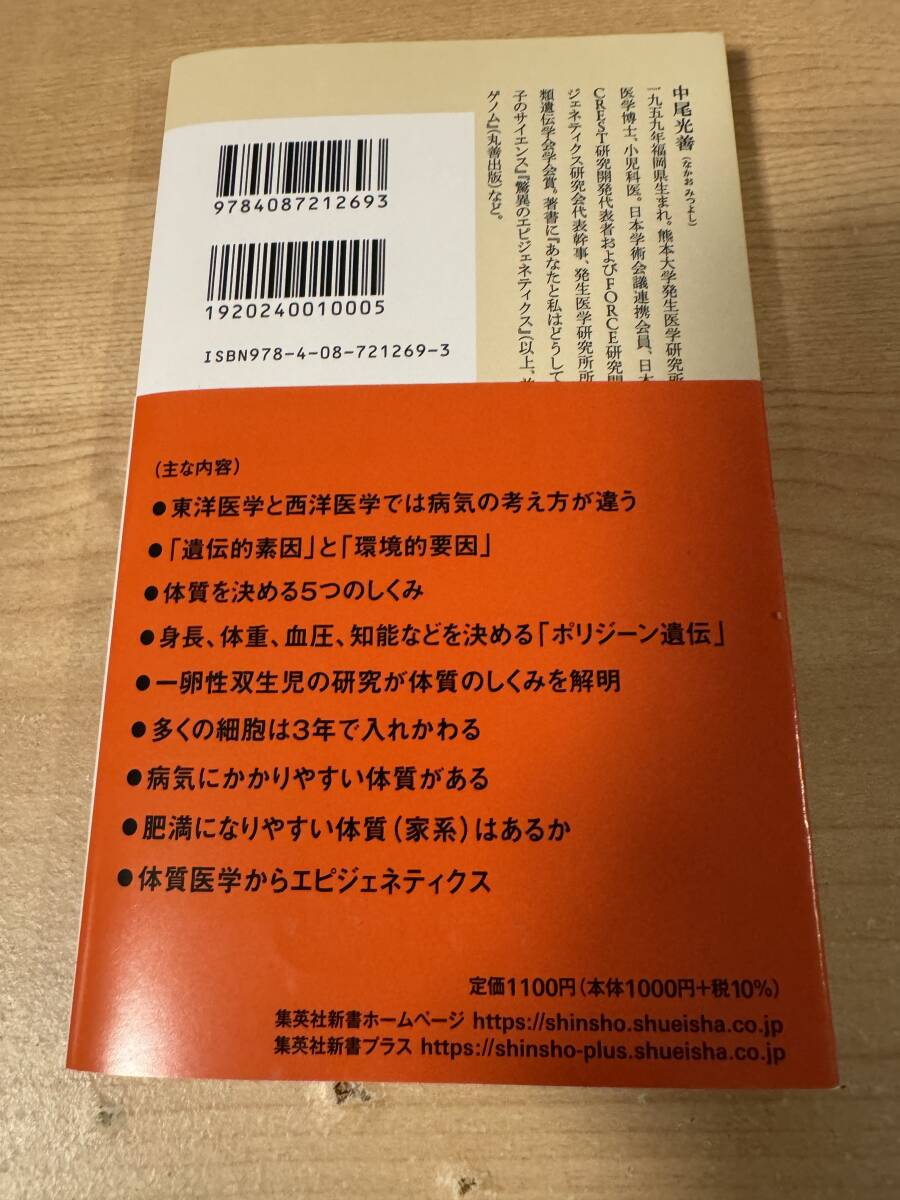 9784087212693
1920240010005
ISBN978-4-08-721269-3
中尾光善(なかお みつよし)
一九五九年福岡県生まれ。熊本大学発生医学研究所
医学博士、小児科医。日本学術会議連携会員、日本
CREST研究開発代表者およびFORCE研究開
ジェネティクス研究会代表幹事、発生医学研究所所
類遺伝学会学会賞。著書に『あなたと私はどうして
子のサイエンス』『驚異のエピジェネティクス』(以上、
ゲノム』(丸善出版)など。
(主な内容)
●東洋医学と西洋医学では病気の考え方が違う
●「遺伝的素因」と「環境的要因」
●体質を決める5つのしくみ
●身長、体重、血圧、知能などを決める「ポリジーン遺伝」
●一卵性双生児の研究が体質のしくみを解明
●多くの細胞は3年で入れかわる
●病気にかかりやすい体質がある
●肥満になりやすい体質(家系)はあるか
●体質医学からエピジェネティクス
定価1100円(本体1000円+税10%)
集英社新書ホームページ https://shinsho.shueisha.co.jp
集英社新書プラス https://shinsho-plus.shueisha.co.jp